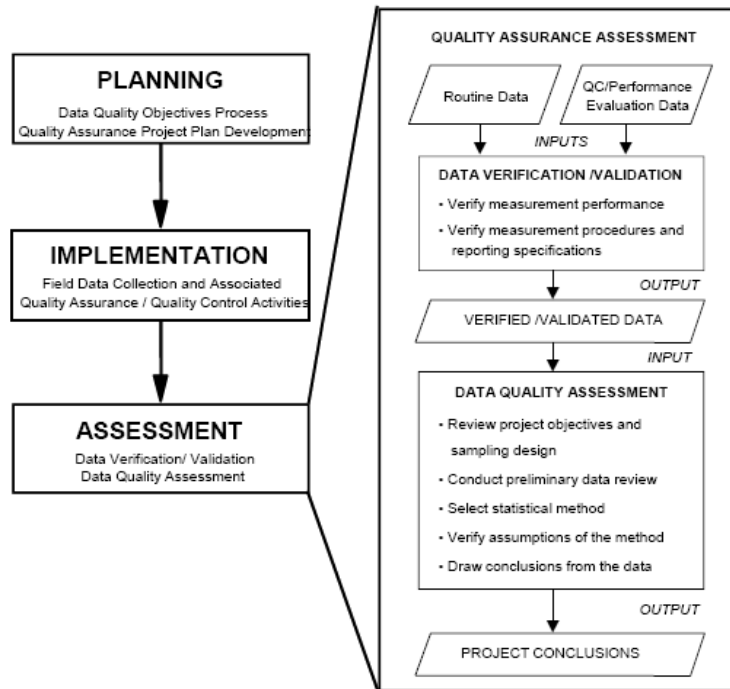 PLANNING
Data Quality Objectives Process
Quality Assurance Project Plan Development
IMPLEMENTATION
Field Data Collection and Associated
Quality Assurance / Quality Control Activities
ASSESSMENT
Data Verification/ Validation
Data Quality Assessment
QUALITY ASSURANCE ASSESSMENT
Routine Data
QC/Performance
Evaluation Data
INPUTS
DATA VERIFICATION /VALIDATION
• Verify measurement performance
• Verify measurement procedures and
reporting specifications
OUTPUT
VERIFIED /VALIDATED DATA
INPUT
DATA QUALITY ASSESSMENT
• Review project objectives and
sampling design
• Conduct preliminary data review
• Select statistical method
• Verify assumptions of the method
• Draw conclusions from the data
OUTPUT
PROJECT CONCLUSIONS